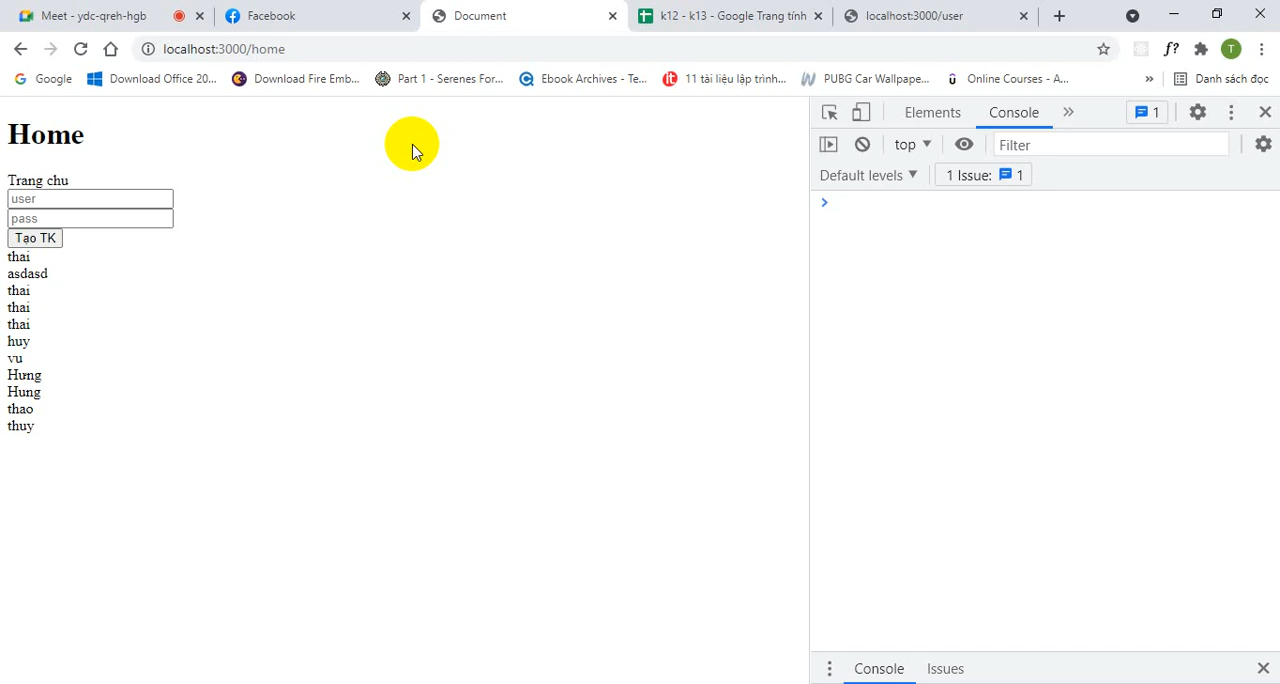 Meet - ydc-qreh-hgb
Facebook
Document
k12 - k13 - Google Trang tính
localhost:3000/user
localhost:3000/home
f?
T
Google
Download Office 20...
Download Fire Emb...
Part 1 - Serenes For...
Ebook Archives - Te...
it
11 tài liệu lập trình...
PUBG Car Wallpape...
Online Courses - A...
»
Danh sách đọc
Home
Trang chu
user
pass
Tạo TK
thai
asdasd
thai
thai
thai
huy
vu
Hưng
Hung
thao
thuy
Elements
Console
»
1
top
Filter
Default levels
1 Issue: 1
Console
Issues